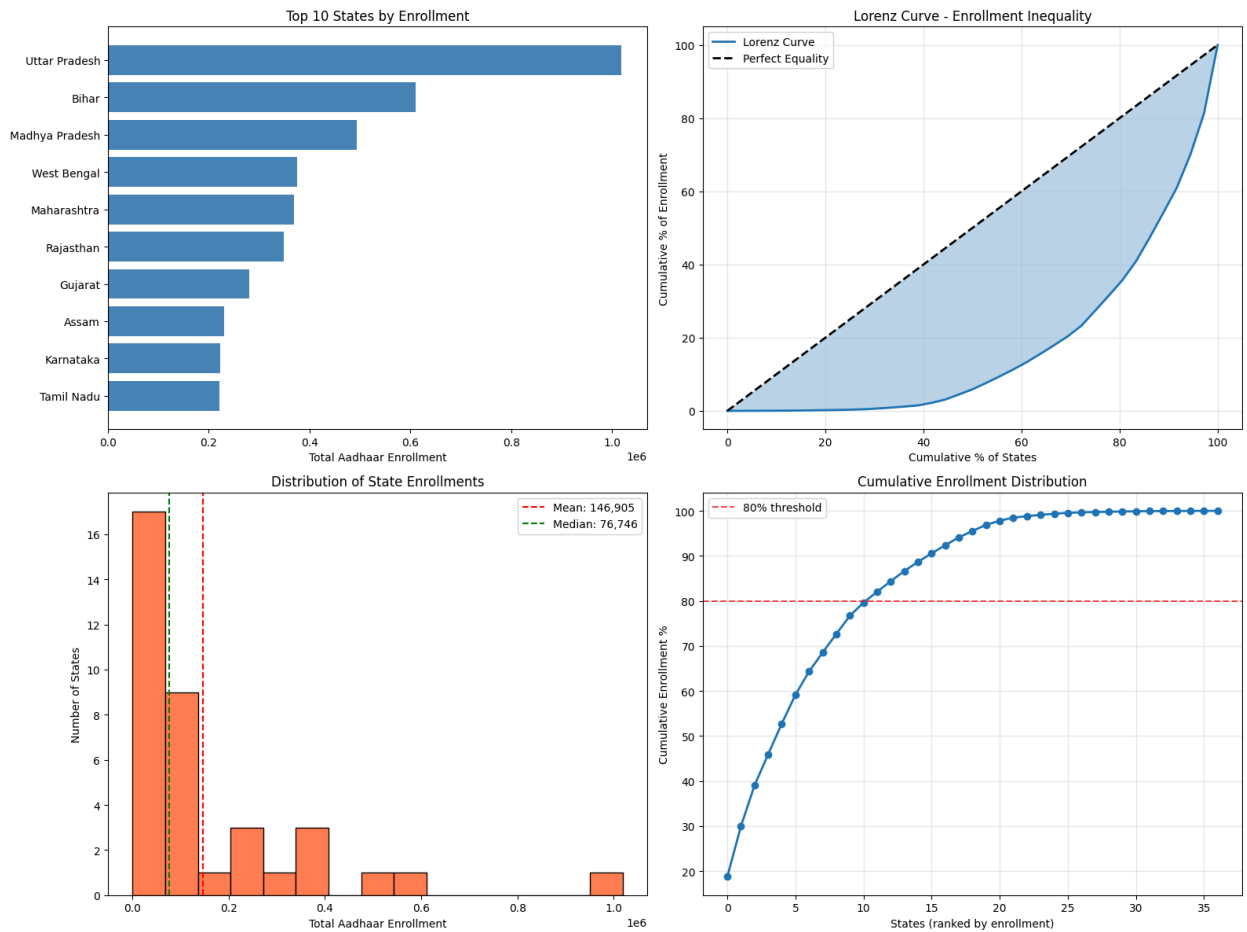 Top 10 States by Enrollment
Uttar Pradesh
Bihar
Madhya Pradesh
West Bengal
Maharashtra
Rajasthan
Gujarat
Assam
Karnataka
Tamil Nadu
0.0 0.2 0.4 0.6 0.8 1.0
1e6
Total Aadhaar Enrollment
Lorenz Curve - Enrollment Inequality
Lorenz Curve
Perfect Equality
100
80
60
40
20
0
Cumulative % of Enrollment
0 20 40 60 80 100
Cumulative % of States
Distribution of State Enrollments
Mean: 146,905
Median: 76,746
16
14
12
10
8
6
4
2
0
Number of States
0.0 0.2 0.4 0.6 0.8 1.0
1e6
Total Aadhaar Enrollment
Cumulative Enrollment Distribution
80% threshold
100
90
80
70
60
50
40
30
20
Cumulative Enrollment %
0 5 10 15 20 25 30 35
States (ranked by enrollment)